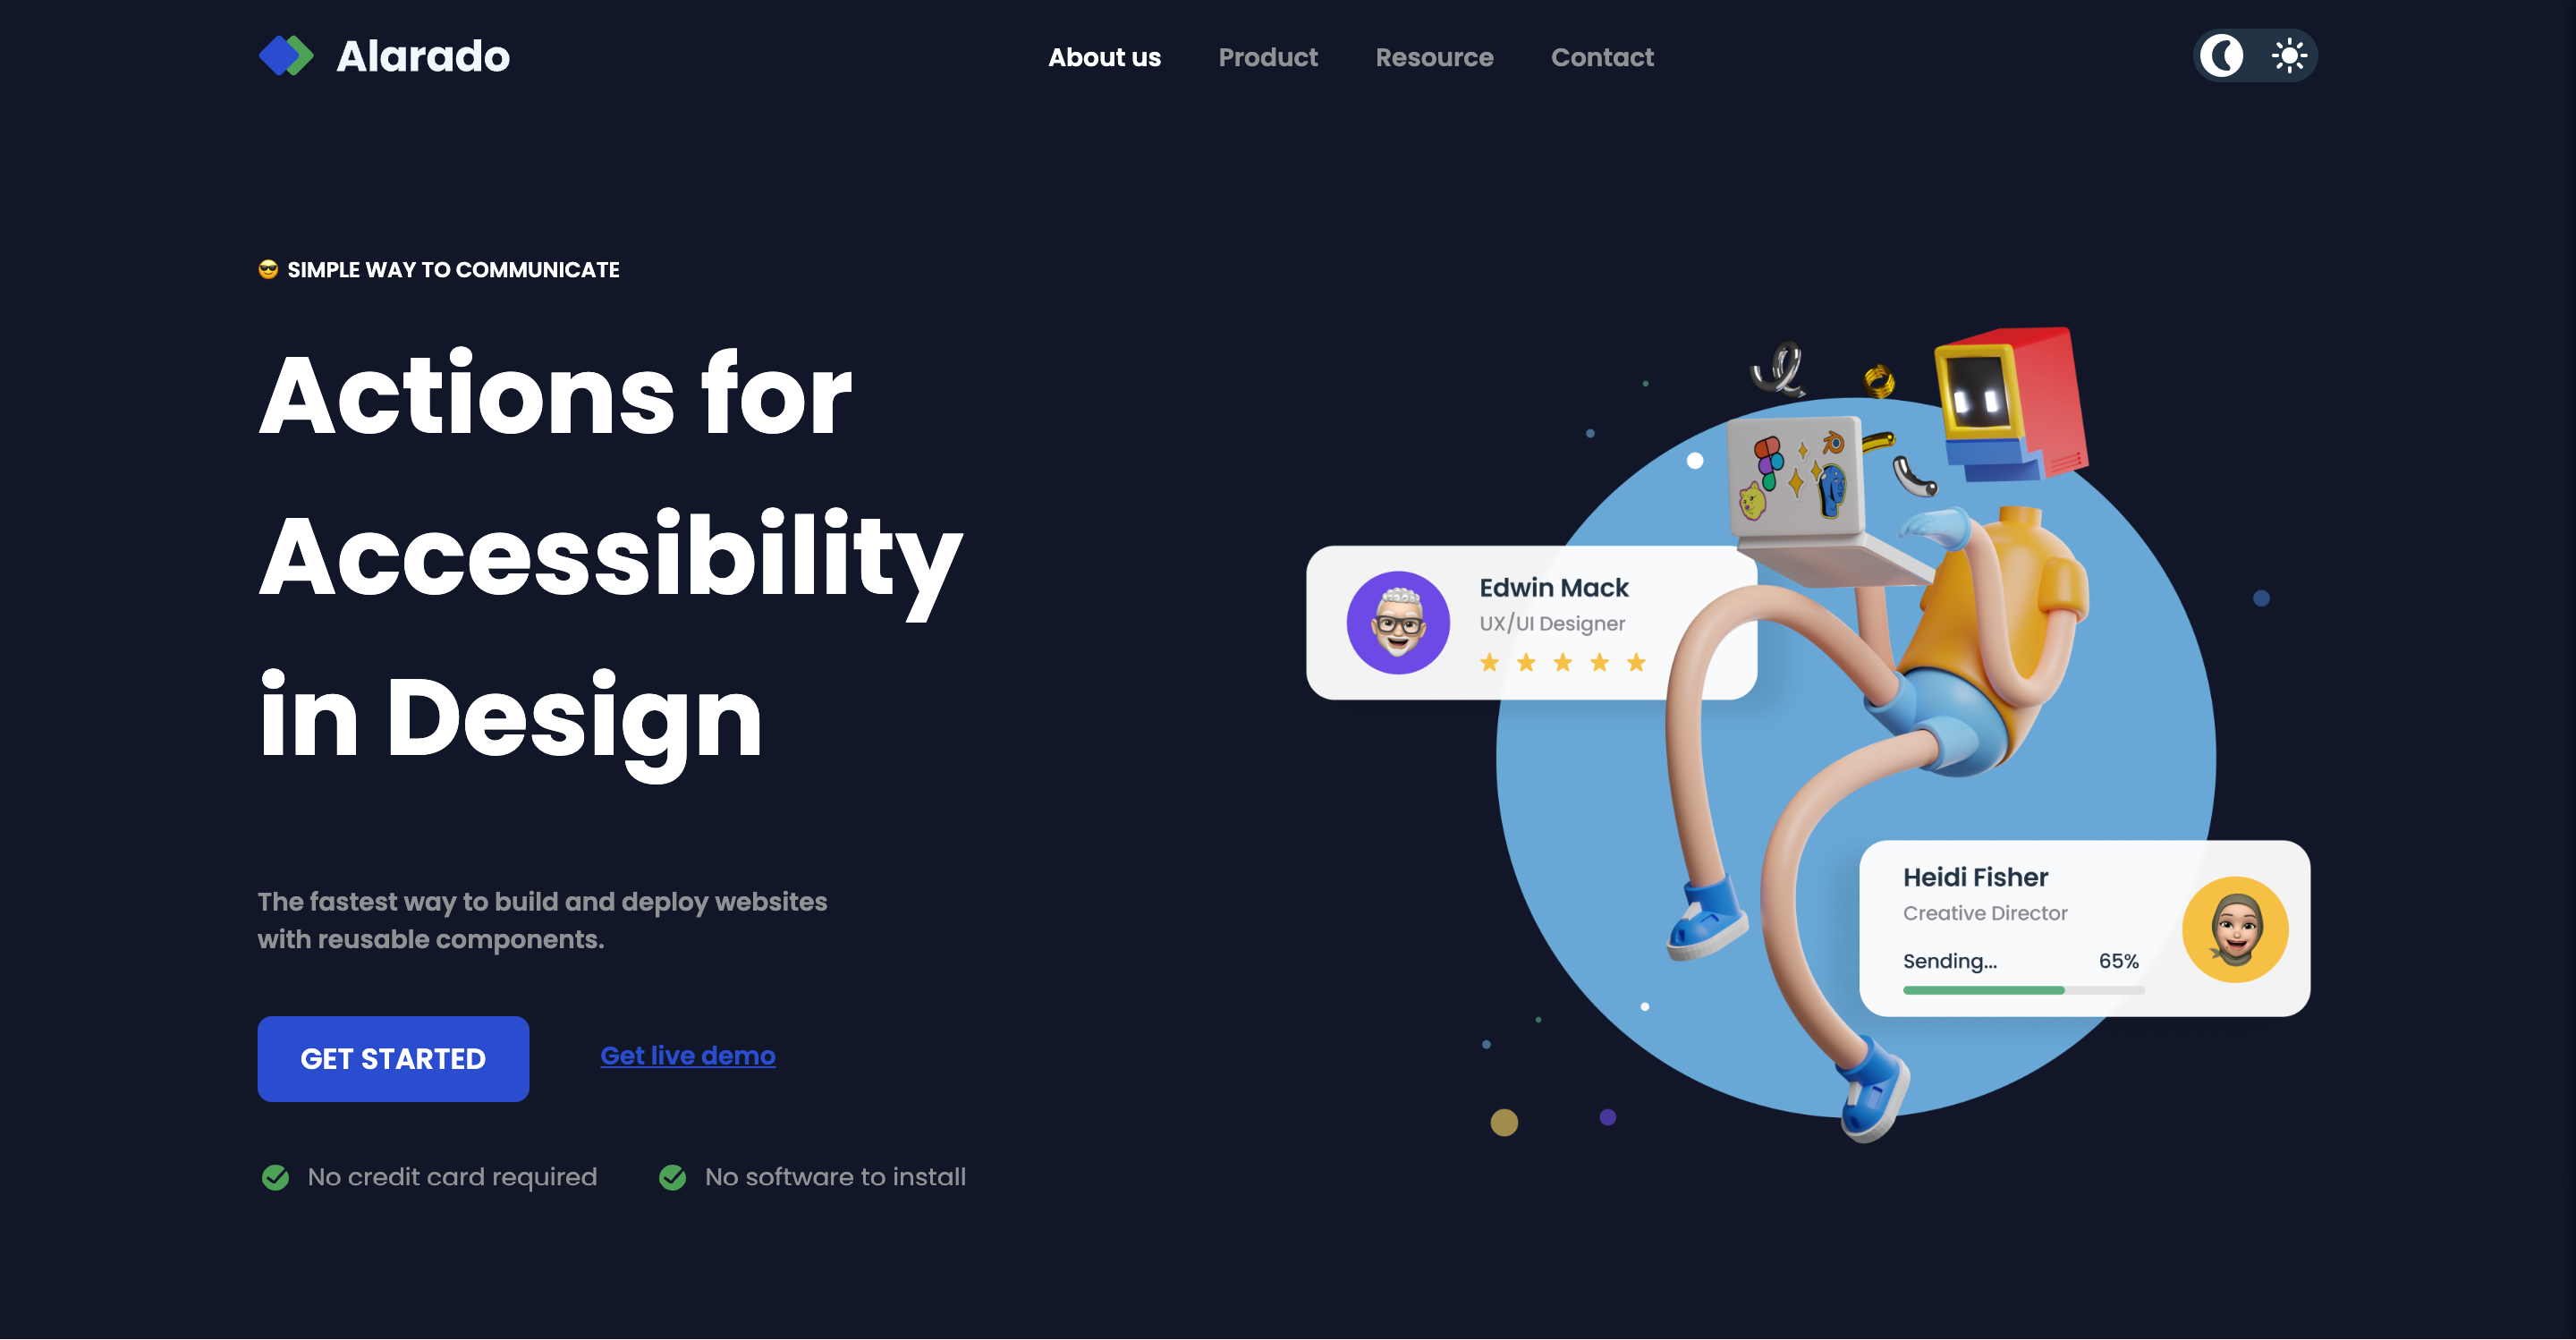 Alarado
About us
Product
Resource
Contact
😎 SIMPLE WAY TO COMMUNICATE
Actions for
Accessibility
in Design
The fastest way to build and deploy websites
with reusable components.
GET STARTED
Get live demo
No credit card required
No software to install
Edwin Mack
UX/UI Designer
Heidi Fisher
Creative Director
Sending... 65%